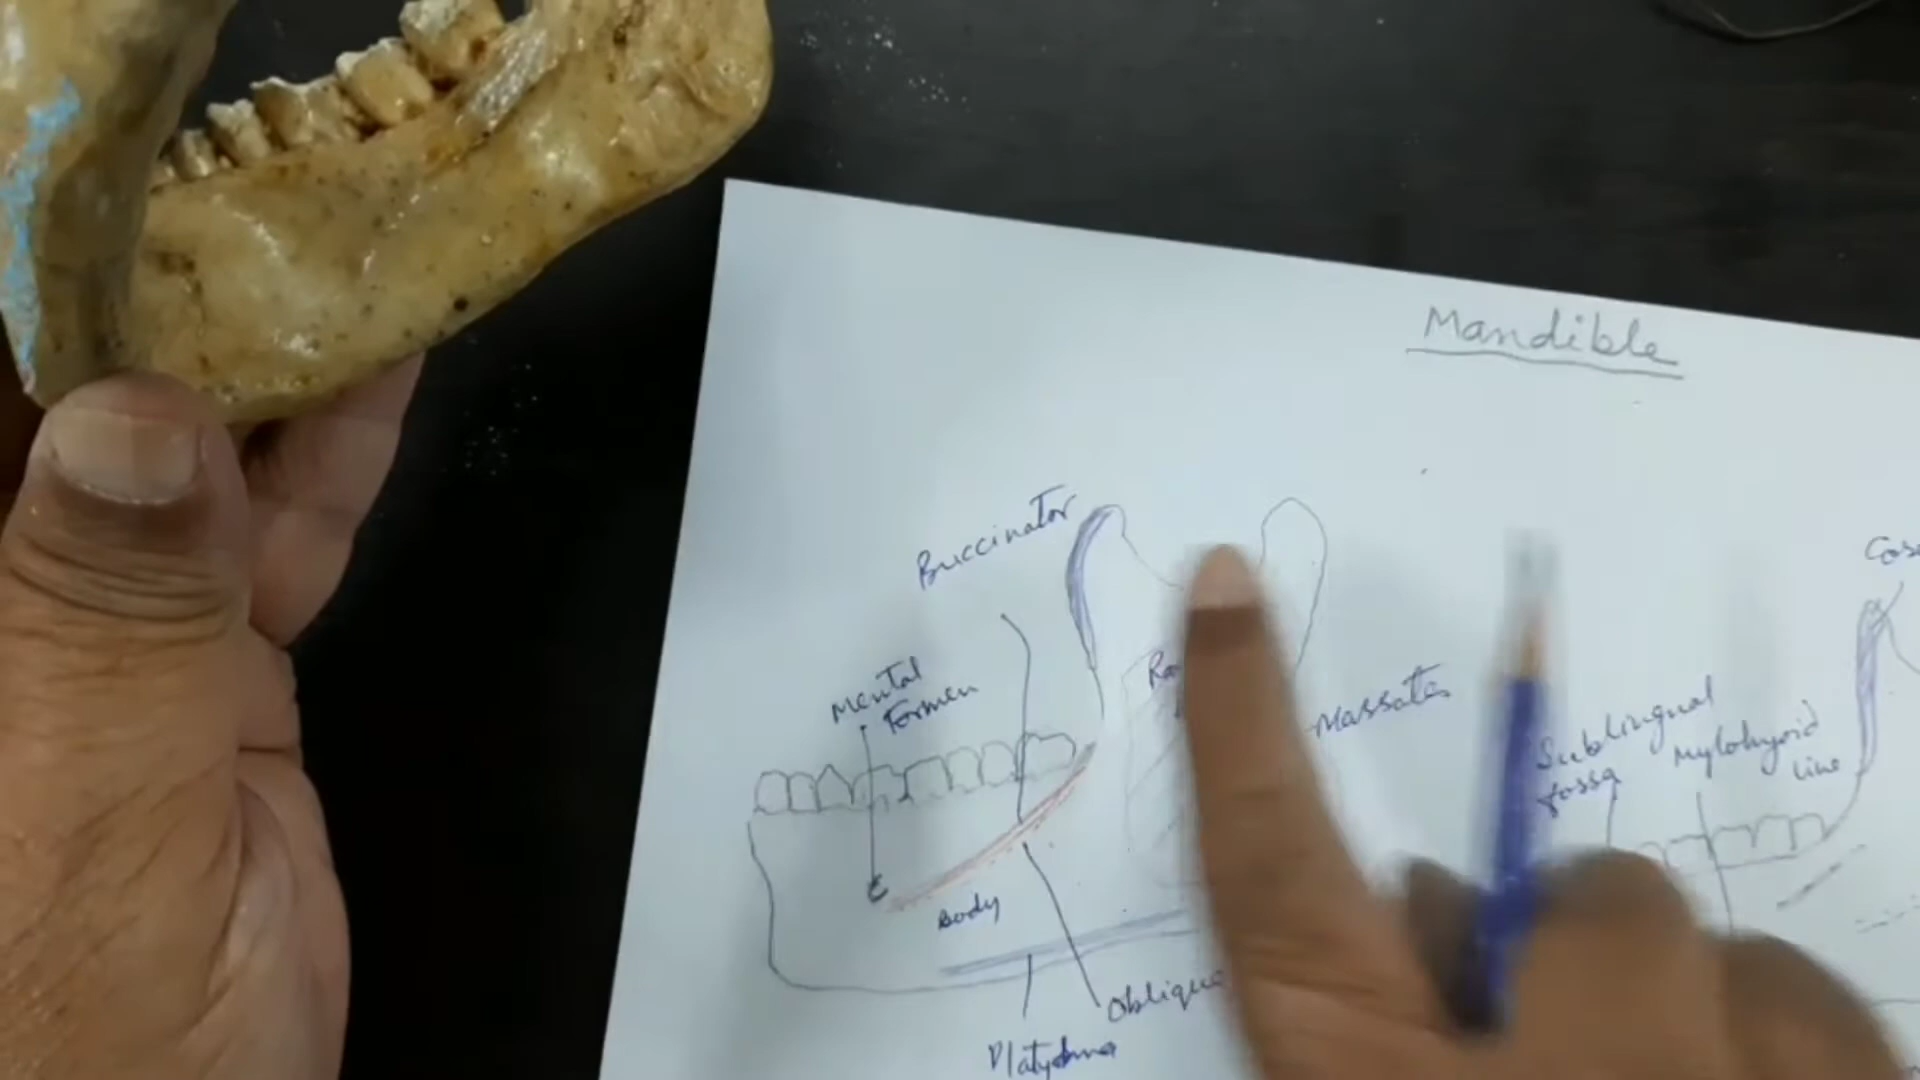 Mandible
Buccinator
Mental
Formen
Massater
Sublingual
fossa
Mylohyoid
line
Body
Oblique
Platysma